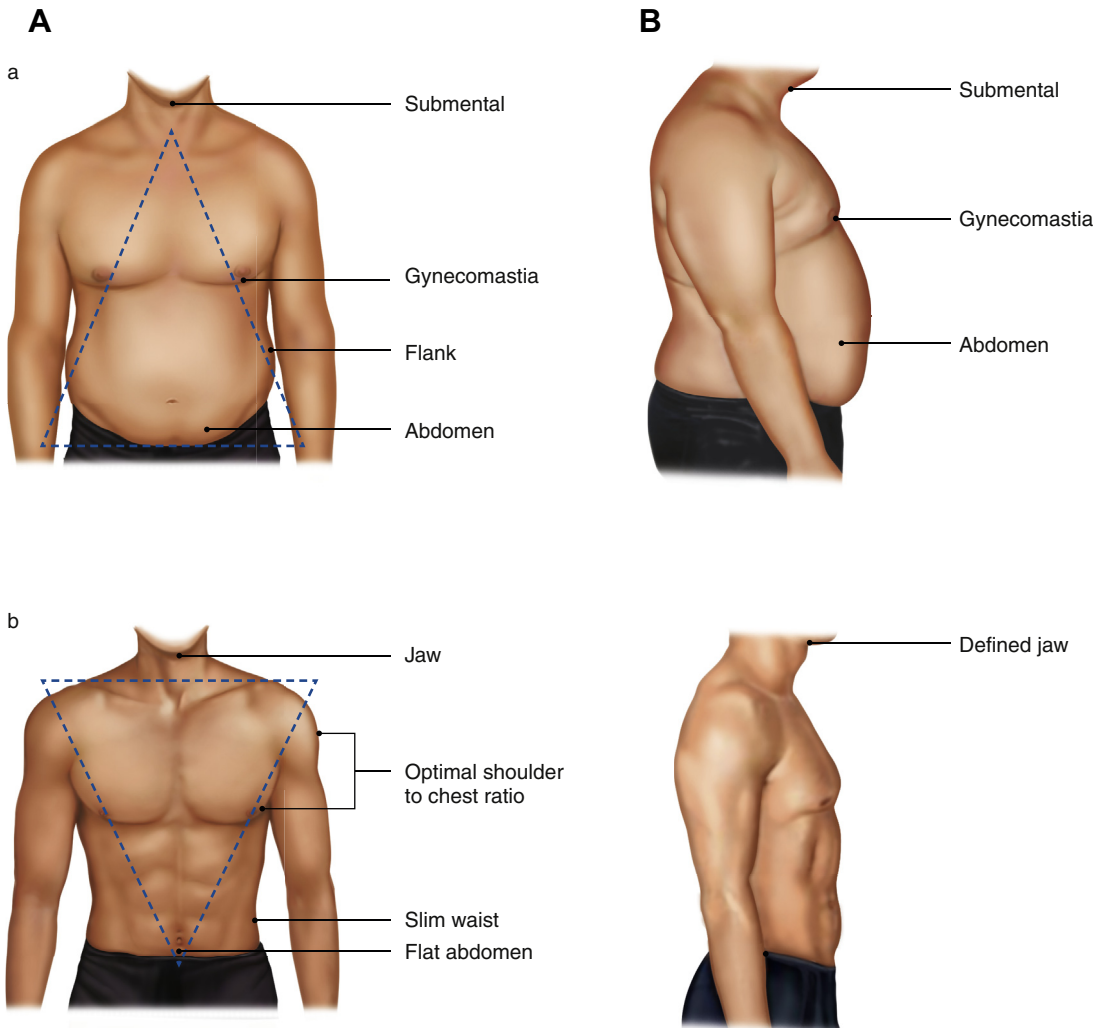 A
B
a
Submental
Gynecomastia
Flank
Abdomen
Submental
Gynecomastia
Abdomen
b
Jaw
Optimal shoulder
to chest ratio
Slim waist
Flat abdomen
Defined jaw